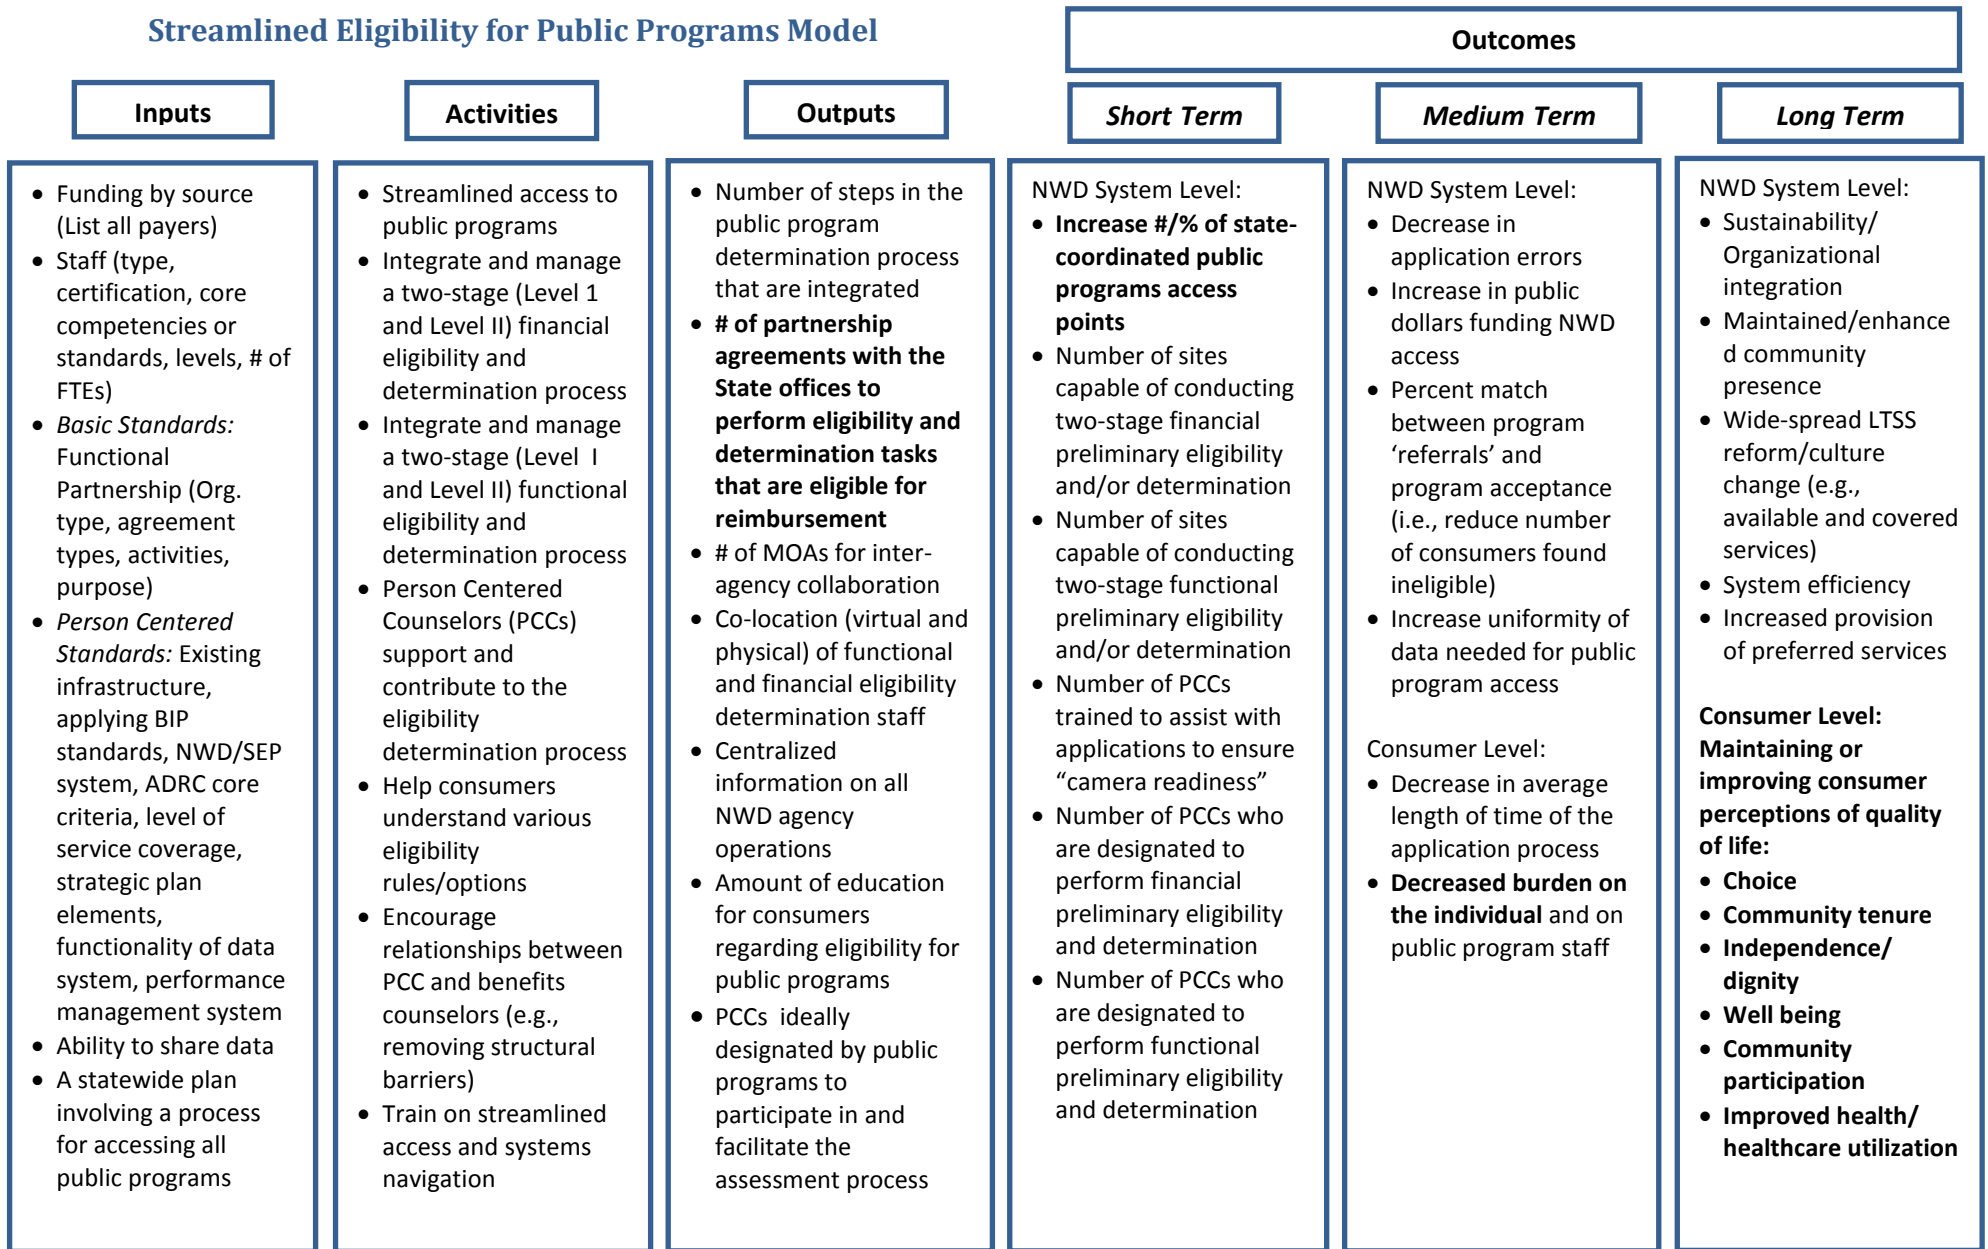 Streamlined Eligibility for Public Programs Model
Outcomes
Inputs
Activities
Outputs
Short Term
Medium Term
Long Term
• Funding by source
(List all payers)
• Staff (type,
certification, core
competencies or
standards, levels, # of
FTEs)
• Basic Standards:
Functional
Partnership (Org.
type, agreement
types, activities,
purpose)
• Person Centered
Standards: Existing
infrastructure,
applying BIP
standards, NWD/SEP
system, ADRC core
criteria, level of
service coverage,
strategic plan
elements,
functionality of data
system, performance
management system
• Ability to share data
• A statewide plan
involving a process
for accessing all
public programs
• Streamlined access to
public programs
• Integrate and manage
a two-stage (Level 1
and Level II) financial
eligibility and
determination process
• Integrate and manage
a two-stage (Level I
and Level II) functional
eligibility and
determination process
• Person Centered
Counselors (PCCs)
support and
contribute to the
eligibility
determination process
• Help consumers
understand various
eligibility
rules/options
• Encourage
relationships between
PCC and benefits
counselors (e.g.,
removing structural
barriers)
• Train on streamlined
access and systems
navigation
• Number of steps in the
public program
determination process
that are integrated
• # of partnership
agreements with the
State offices to
perform eligibility and
determination tasks
that are eligible for
reimbursement
• # of MOAs for inter-
agency collaboration
• Co-location (virtual and
physical) of functional
and financial eligibility
determination staff
• Centralized
information on all
NWD agency
operations
• Amount of education
for consumers
regarding eligibility for
public programs
• PCCs ideally
designated by public
programs to
participate in and
facilitate the
assessment process
NWD System Level:
• Increase #/% of state-
coordinated public
programs access
points
• Number of sites
capable of conducting
two-stage financial
preliminary eligibility
and/or determination
• Number of sites
capable of conducting
two-stage functional
preliminary eligibility
and/or determination
• Number of PCCs
trained to assist with
applications to ensure
“camera readiness”
• Number of PCCs who
are designated to
perform financial
preliminary eligibility
and determination
• Number of PCCs who
are designated to
perform functional
preliminary eligibility
and determination
NWD System Level:
• Decrease in
application errors
• Increase in public
dollars funding NWD
access
• Percent match
between program
‘referrals’ and
program acceptance
(i.e., reduce number
of consumers found
ineligible)
• Increase uniformity of
data needed for public
program access
Consumer Level:
• Decrease in average
length of time of the
application process
• Decreased burden on
the individual and on
public program staff
NWD System Level:
• Sustainability/
Organizational
integration
• Maintained/enhance
d community
presence
• Wide-spread LTSS
reform/culture
change (e.g.,
available and covered
services)
• System efficiency
• Increased provision
of preferred services
Consumer Level:
Maintaining or
improving consumer
perceptions of quality
of life:
• Choice
• Community tenure
• Independence/
dignity
• Well being
• Community
participation
• Improved health/
healthcare utilization